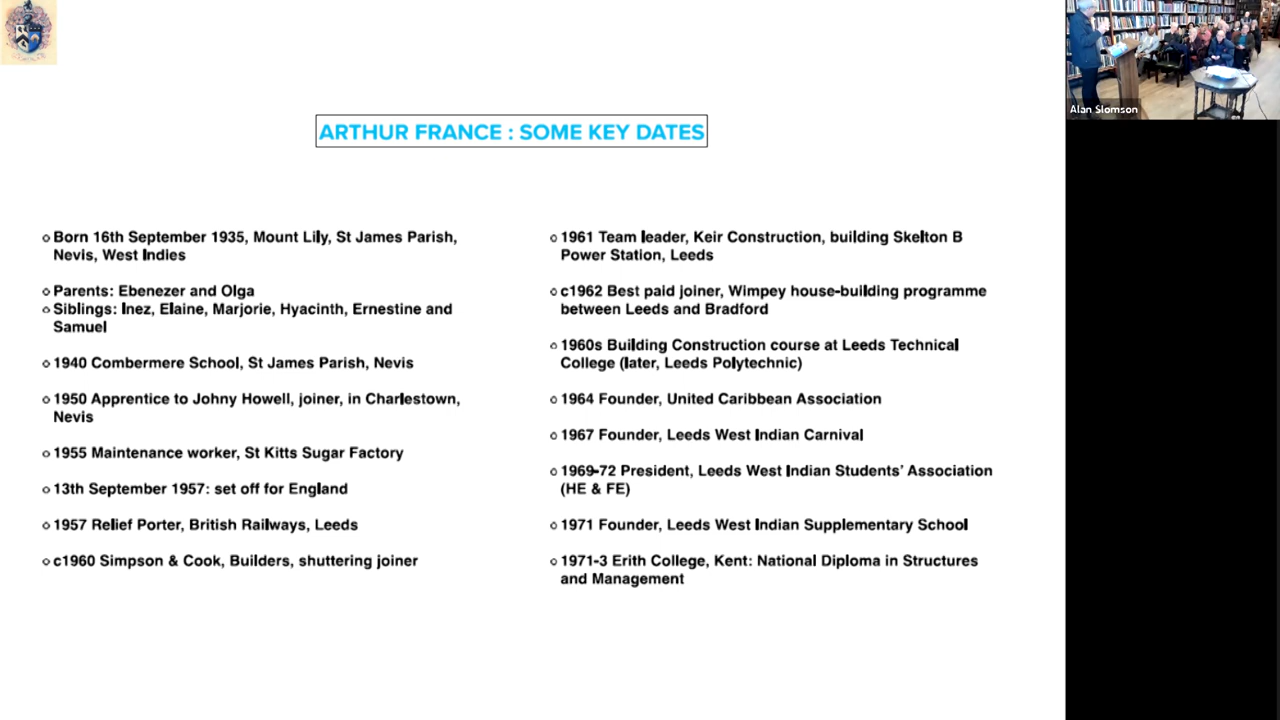 ARTHUR FRANCE : SOME KEY DATES
Born 16th September 1935, Mount Lily, St James Parish,
Nevis, West Indies
Parents: Ebenezer and Olga
Siblings: Inez, Elaine, Marjorie, Hyacinth, Ernestine and
Samuel
1940 Combermere School, St James Parish, Nevis
1950 Apprentice to Johny Howell, joiner, in Charlestown,
Nevis
1955 Maintenance worker, St Kitts Sugar Factory
13th September 1957: set off for England
1957 Relief Porter, British Railways, Leeds
c1960 Simpson & Cook, Builders, shuttering joiner
1961 Team leader, Keir Construction, building Skelton B
Power Station, Leeds
c1962 Best paid joiner, Wimpey house-building programme
between Leeds and Bradford
1960s Building Construction course at Leeds Technical
College (later, Leeds Polytechnic)
1964 Founder, United Caribbean Association
1967 Founder, Leeds West Indian Carnival
1969-72 President, Leeds West Indian Students’ Association
(HE & FE)
1971 Founder, Leeds West Indian Supplementary School
1971-3 Erith College, Kent: National Diploma in Structures
and Management
Alan Slomson